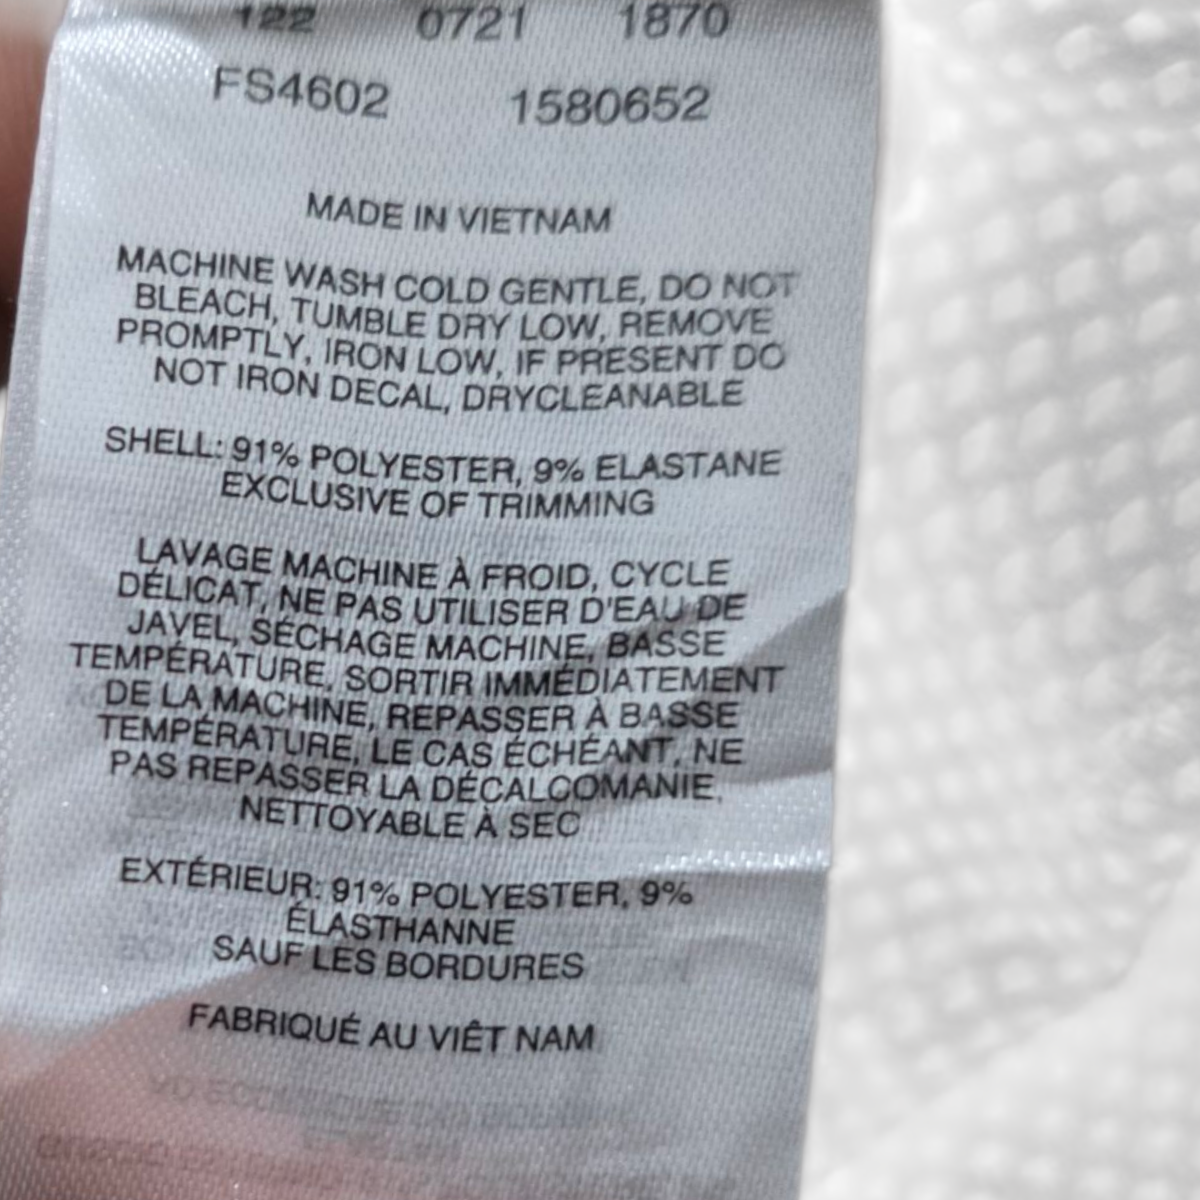 122 0721 1870
FS4602 1580652
MADE IN VIETNAM
MACHINE WASH COLD GENTLE, DO NOT
BLEACH, TUMBLE DRY LOW, REMOVE
PROMPTLY, IRON LOW, IF PRESENT DO
NOT IRON DECAL, DRYCLEANABLE
SHELL: 91% POLYESTER, 9% ELASTANE
EXCLUSIVE OF TRIMMING
LAVAGE MACHINE À FROID, CYCLE
DÉLICAT, NE PAS UTILISER D'EAU DE
JAVEL, SÉCHAGE MACHINE, BASSE
TEMPÉRATURE, SORTIR IMMÉDIATEMENT
DE LA MACHINE, REPASSER À BASSE
TEMPÉRATURE, LE CAS ÉCHÉANT, NE
PAS REPASSER LA DÉCALCOMANIE,
NETTOYABLE À SEC
EXTÉRIEUR: 91% POLYESTER, 9%
ÉLASTHANNE
SAUF LES BORDURES
FABRIQUÉ AU VIÊT NAM